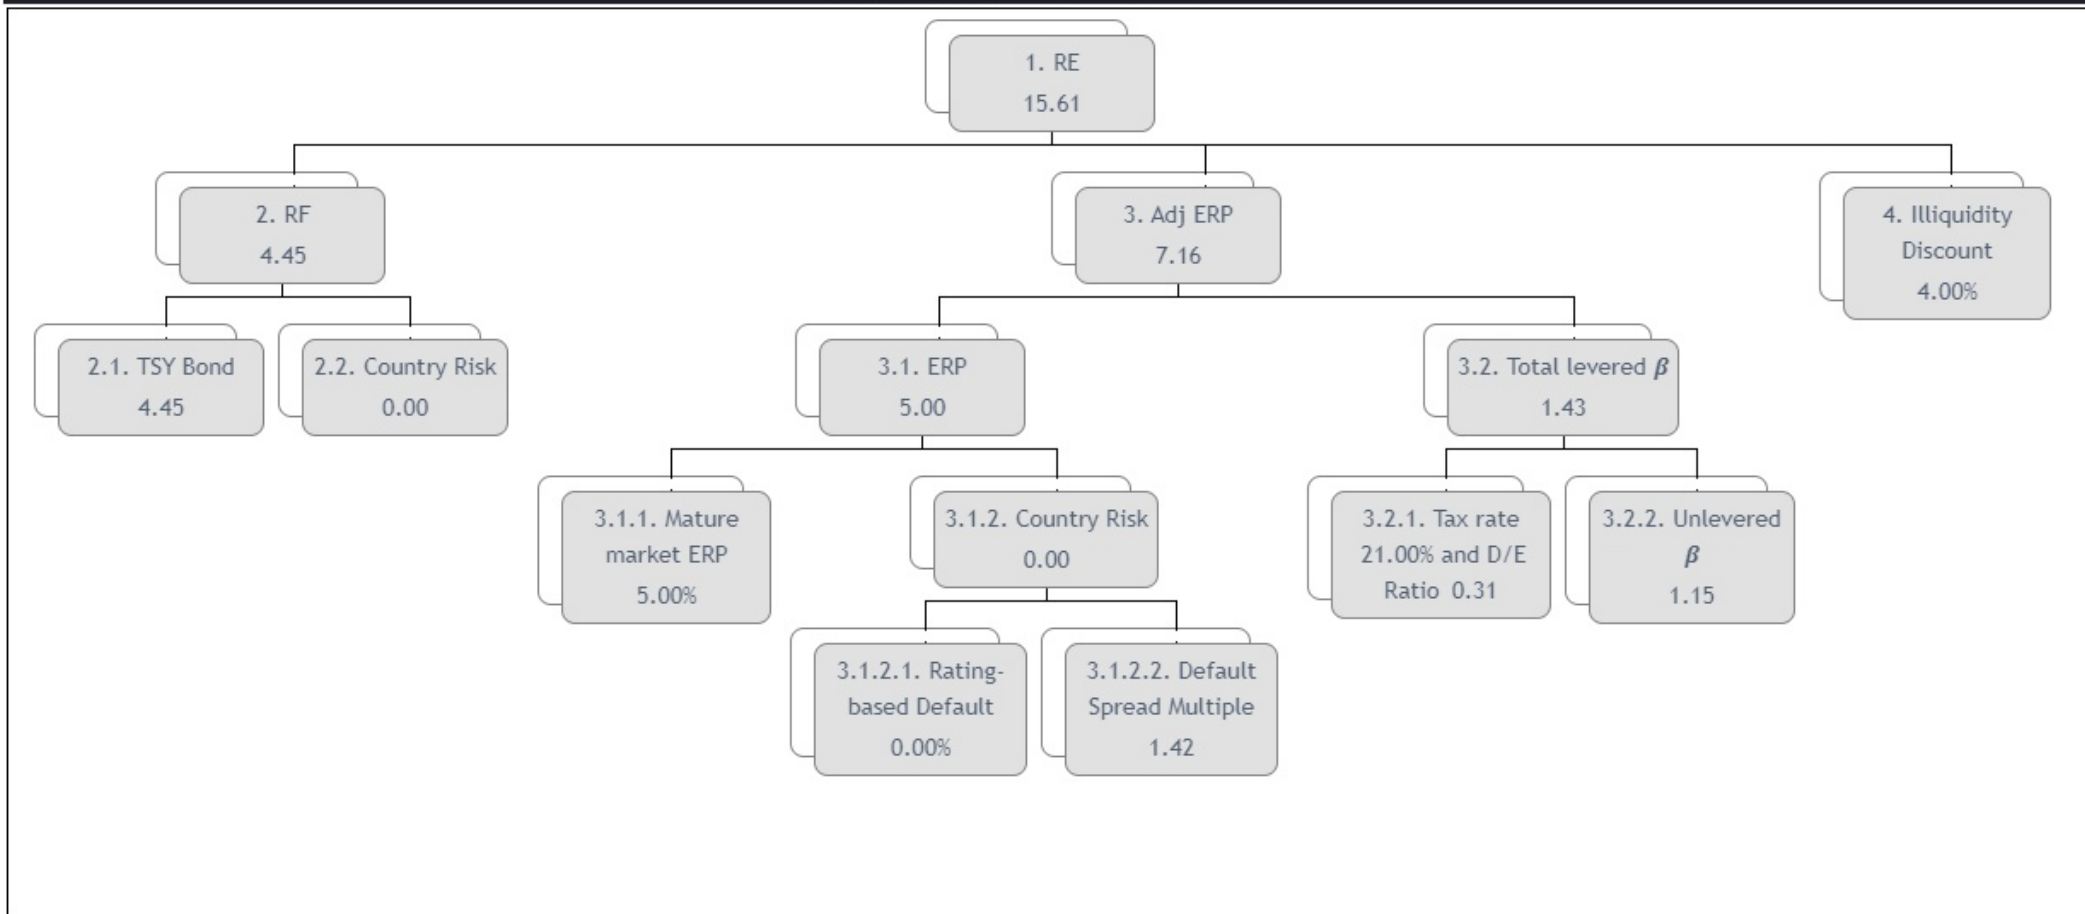 1. RE
15.61
2. RF
4.45
3. Adj ERP
7.16
4. Illiquidity
Discount
4.00%
2.1. TSY Bond
4.45
2.2. Country Risk
0.00
3.1. ERP
5.00
3.2. Total levered β
1.43
3.1.1. Mature
market ERP
5.00%
3.1.2. Country Risk
0.00
3.2.1. Tax rate
21.00% and D/E
Ratio 0.31
3.2.2. Unlevered
β
1.15
3.1.2.1. Rating-
based Default
0.00%
3.1.2.2. Default
Spread Multiple
1.42